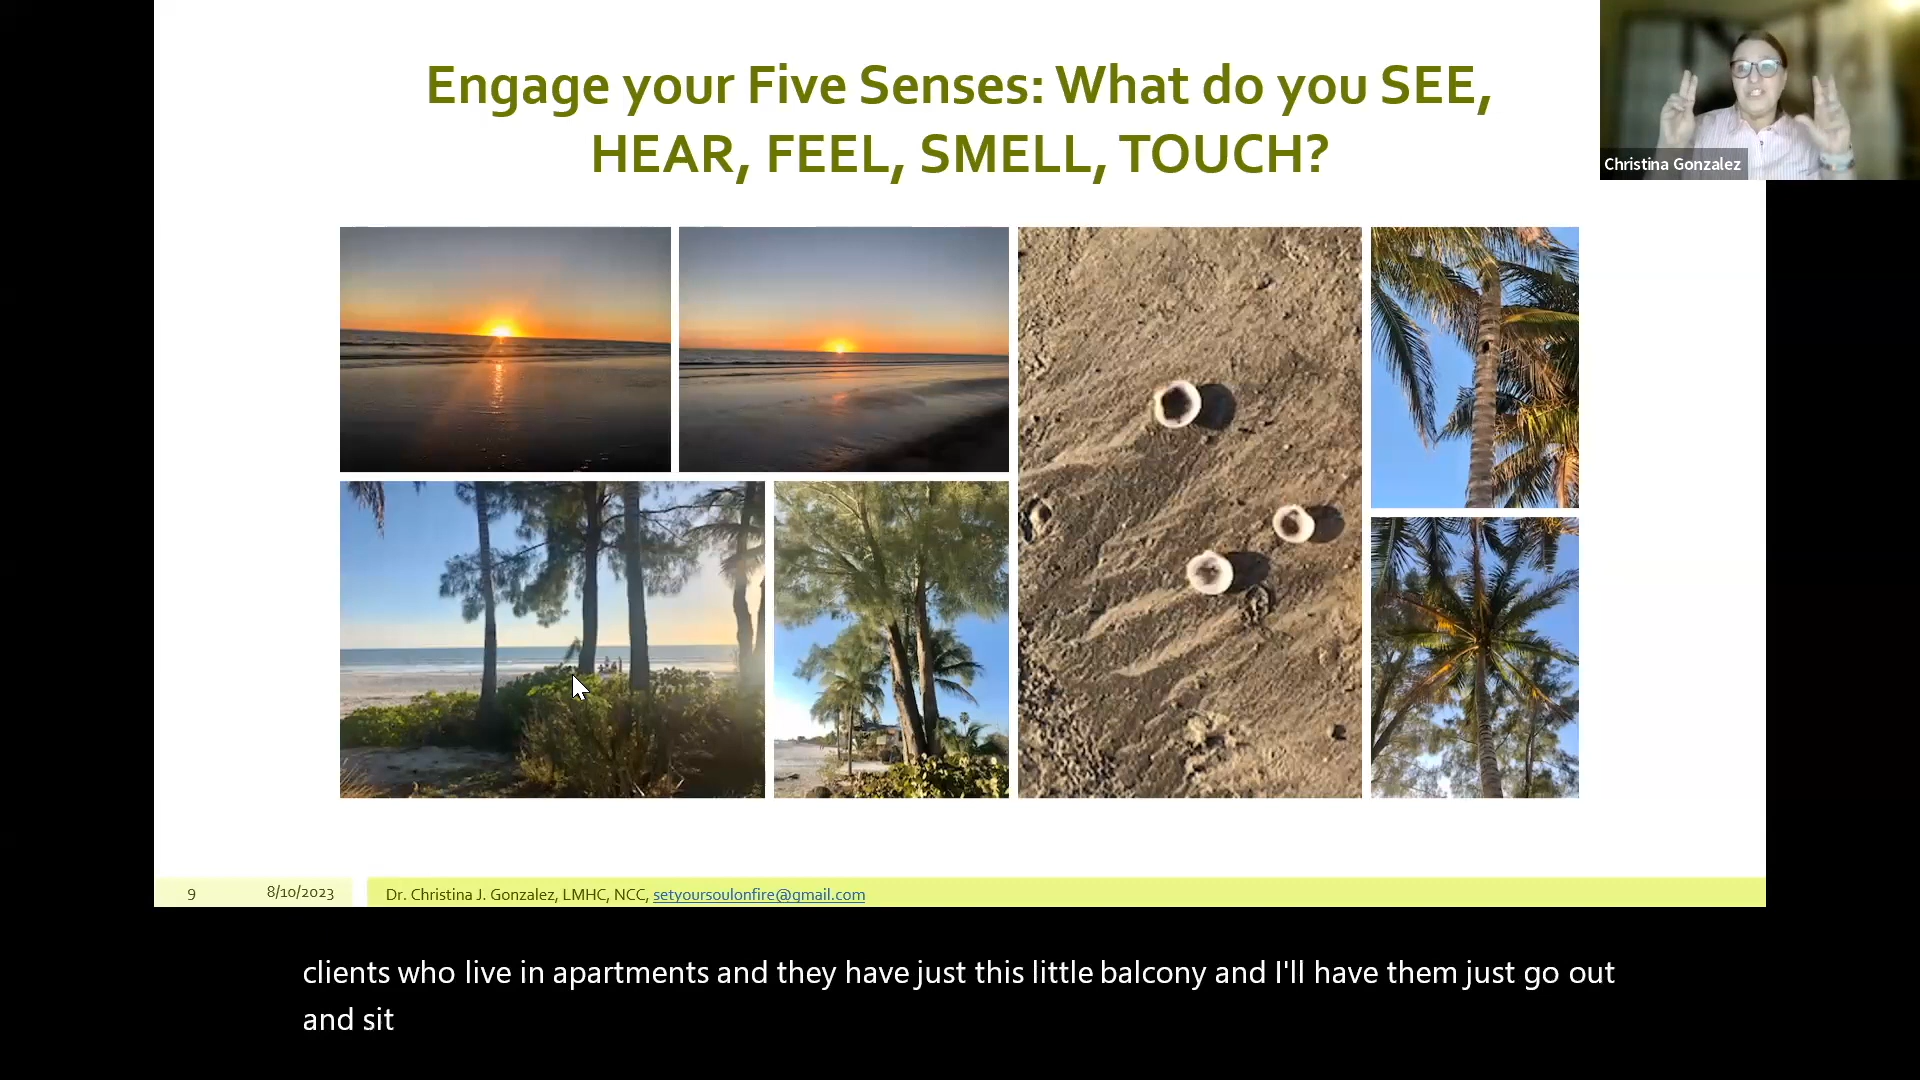 Engage your Five Senses: What do you SEE,
HEAR, FEEL, SMELL, TOUCH?
Christina Gonzalez
9
8/10/2023
Dr. Christina J. Gonzalez, LMHC, NCC, setyoursoulonfire@gmail.com
clients who live in apartments and they have just this little balcony and I'll have them just go out
and sit